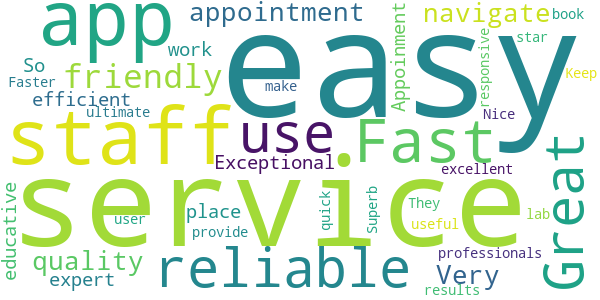 app
appointment
navigate
book
easy
star
Appoinment
responsive
So
work
Faster
friendly
make
Keep
efficient
ultimate
staff
use
Fast
Nice
Exceptional
excellent
Great
service
educative
user
place
provide
quick
Superb
They
useful
lab
quality
expert
reliable
professionals
Very
results